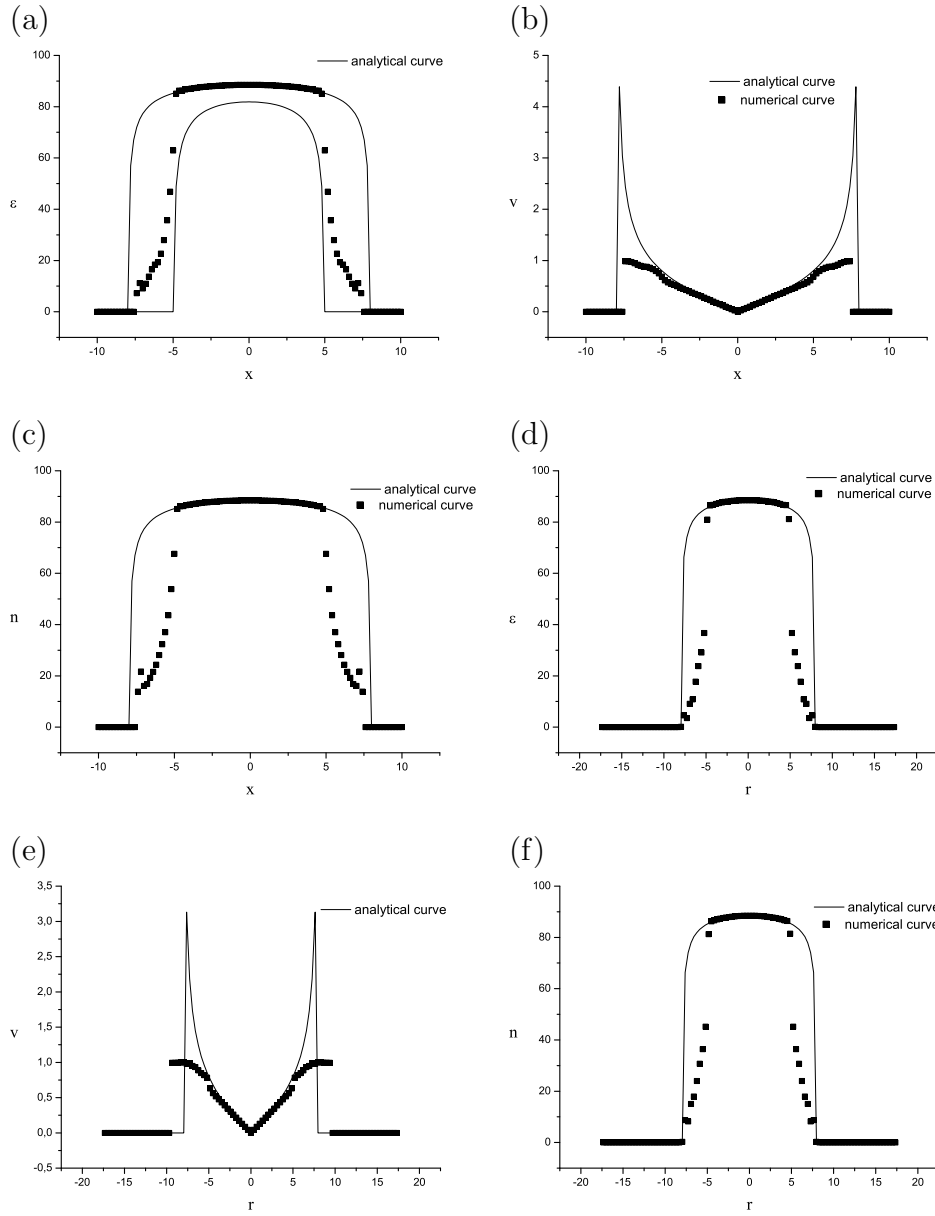 (a)
analytical curve
100
80
60
40
20
0
ε
-10 -5 0 5 10
x
(b)
analytical curve
numerical curve
5
4
3
2
1
0
v
-10 -5 0 5 10
x
(c)
analytical curve
numerical curve
100
80
60
40
20
0
n
-10 -5 0 5 10
x
(d)
analytical curve
numerical curve
100
80
60
40
20
0
ε
-20 -15 -10 -5 0 5 10 15 20
r
(e)
analytical curve
3,5
3,0
2,5
2,0
1,5
1,0
0,5
0,0
-0,5
v
-20 -15 -10 -5 0 5 10 15 20
r
(f)
analytical curve
numerical curve
100
80
60
40
20
0
n
-20 -15 -10 -5 0 5 10 15 20
r